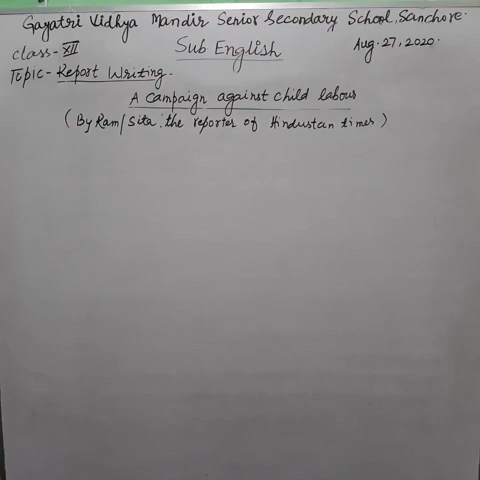 Gayatri Vidhya Mandir Senior Secondary School, Sanchore.
Class-XII Sub English Aug. 27, 2020.
Topic- Report Writing.
A campaign against child labour
(By Ram/Sita: the reporter of Hindustan times)